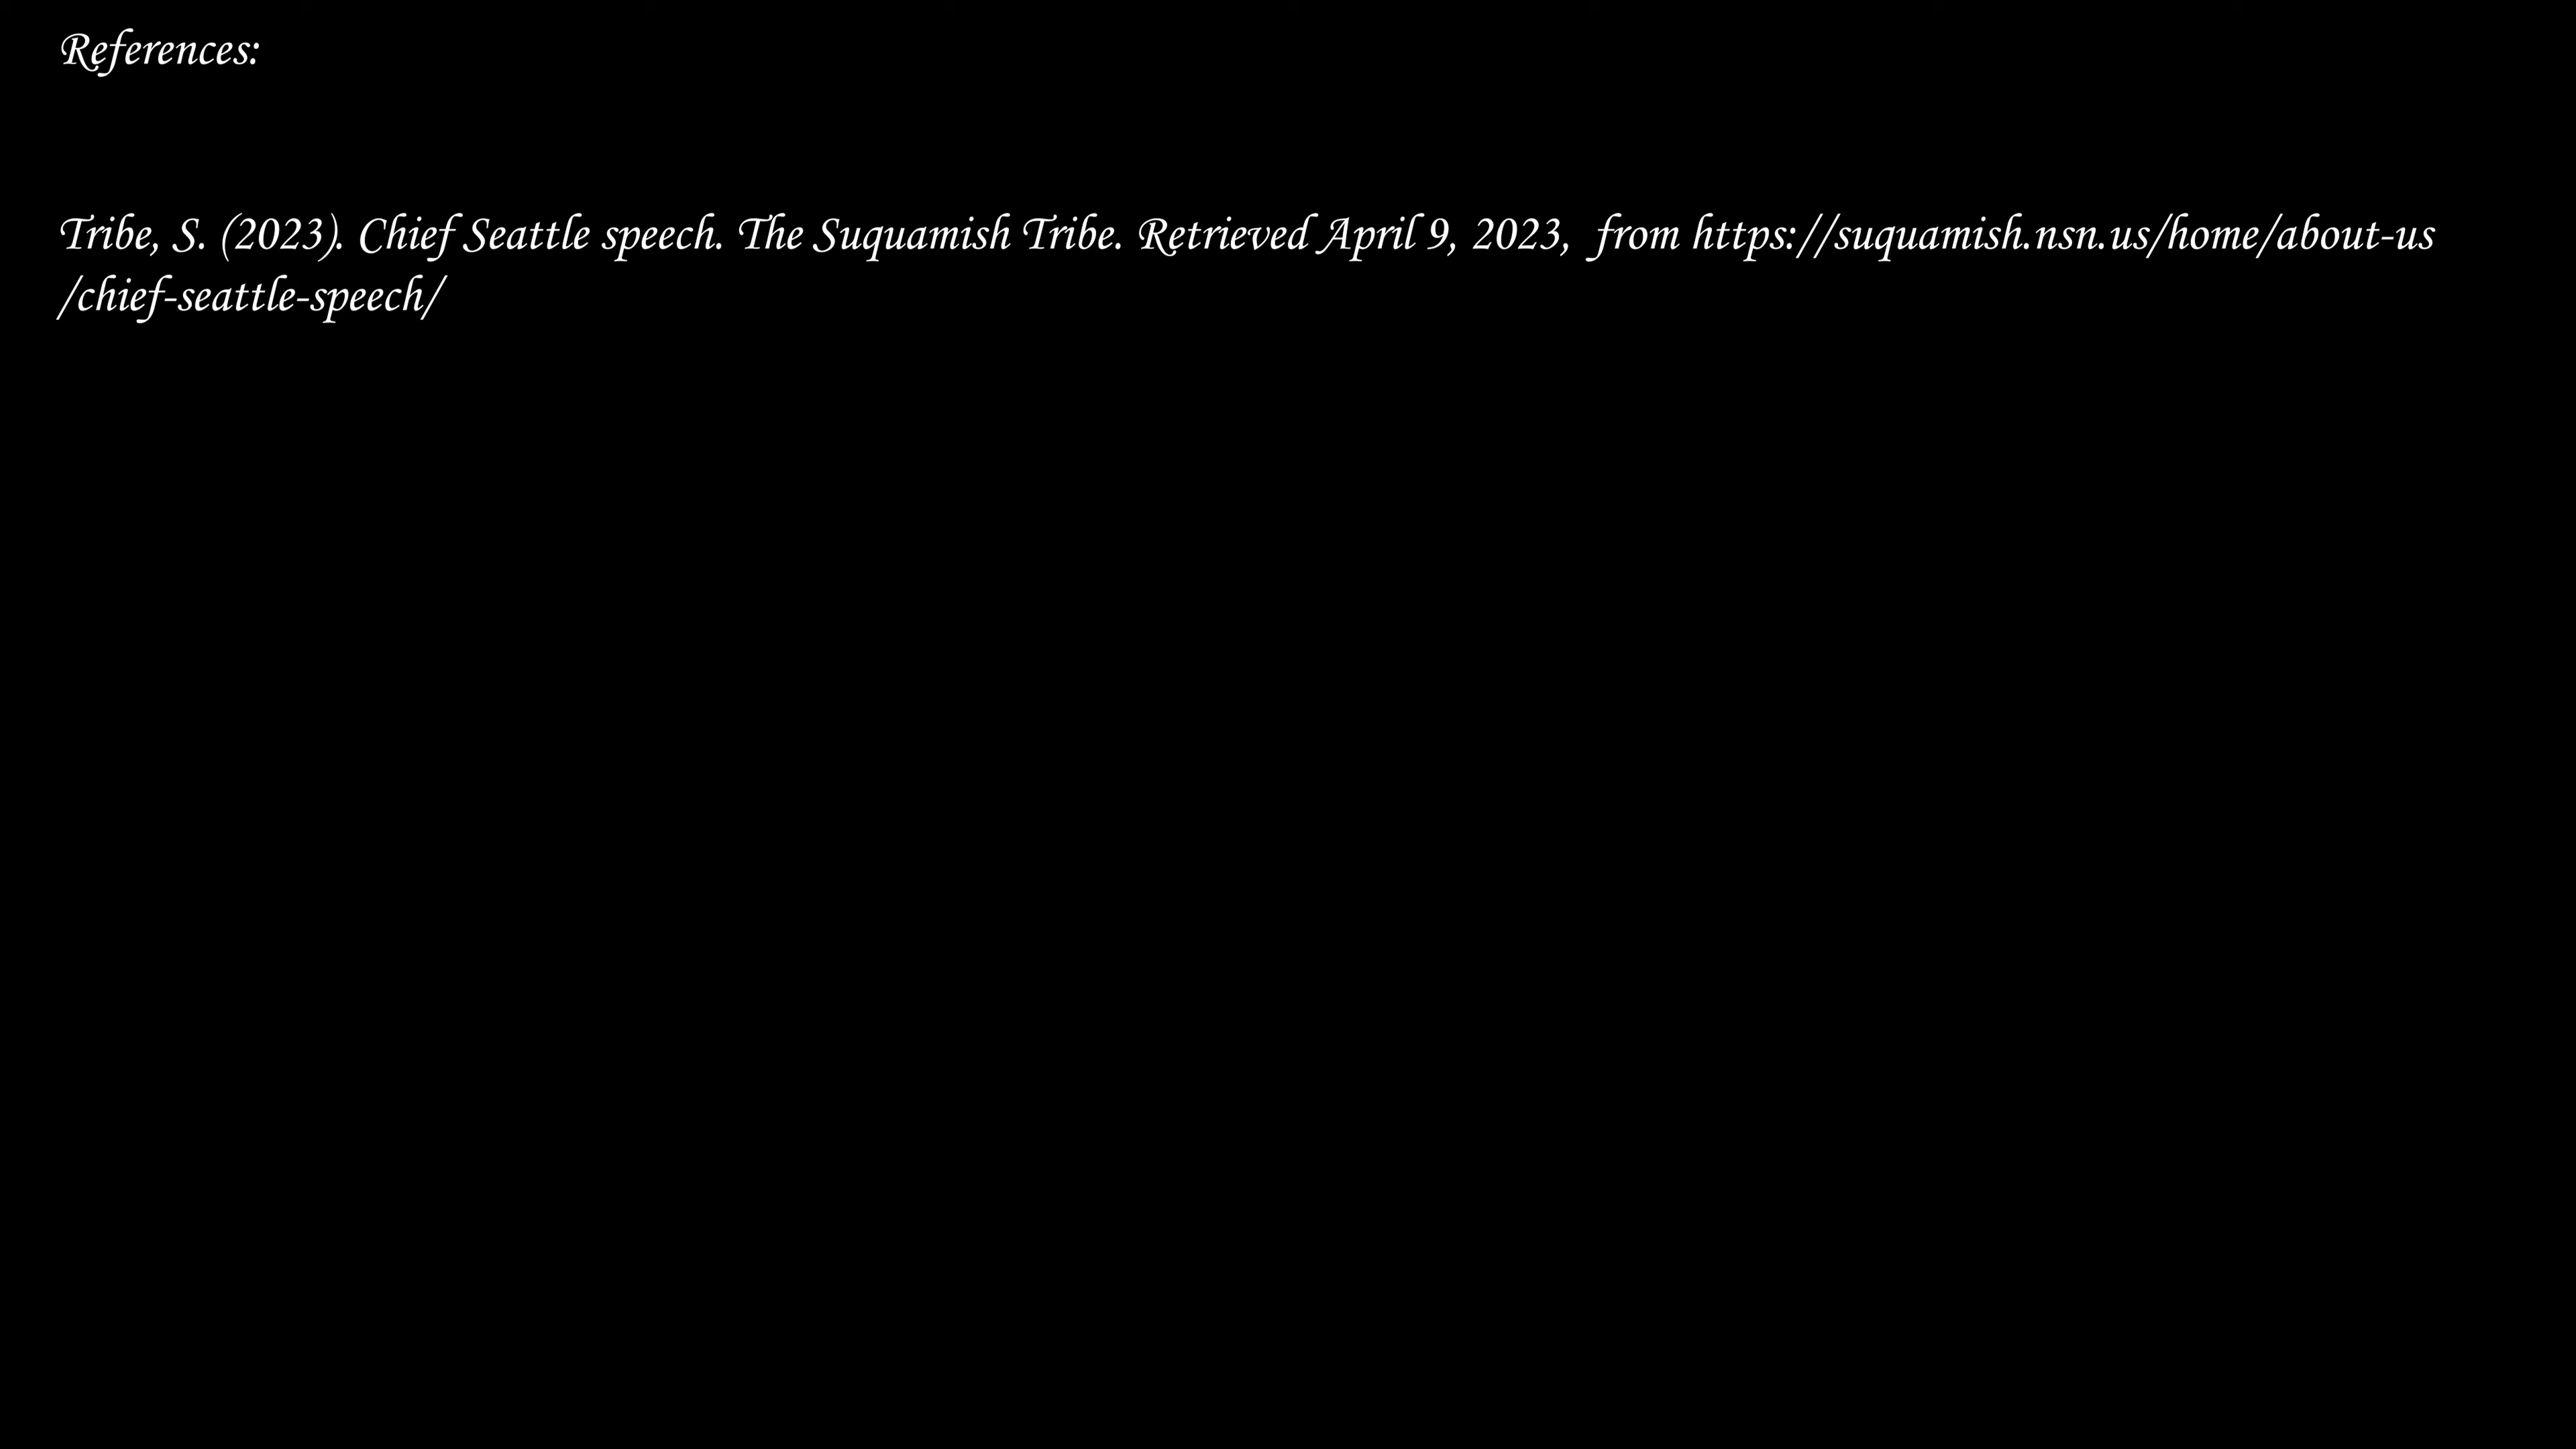 References:
Tribe, S. (2023). Chief Seattle speech. The Suquamish Tribe. Retrieved April 9, 2023,  from https://suquamish.nsn.us/home/about-us
/chief-seattle-speech/